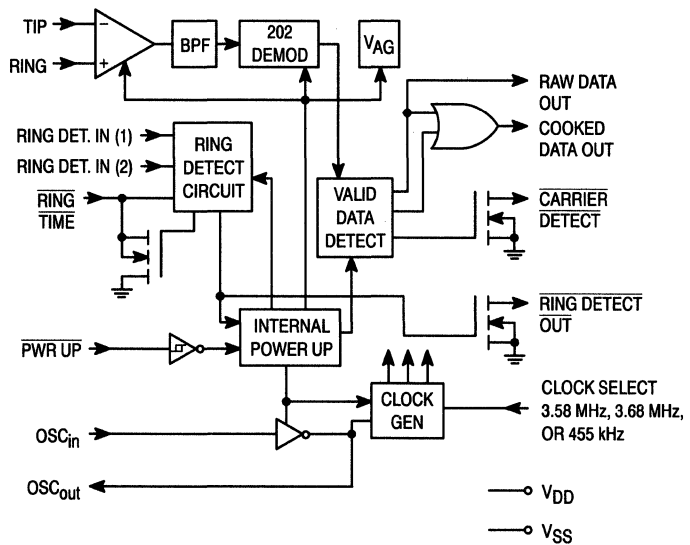 TIP
−
BPF
202
DEMOD
VAG
RING
+
RAW DATA
OUT
COOKED
DATA OUT
RING DET. IN (1)
RING DET. IN (2)
RING
DETECT
CIRCUIT
RING
TIME
VALID
DATA
DETECT
CARRIER
DETECT
RING DETECT
OUT
INTERNAL
POWER UP
PWR UP
CLOCK
GEN
CLOCK SELECT
3.58 MHz, 3.68 MHz,
OR 455 kHz
OSCin
OSCout
VDD
VSS